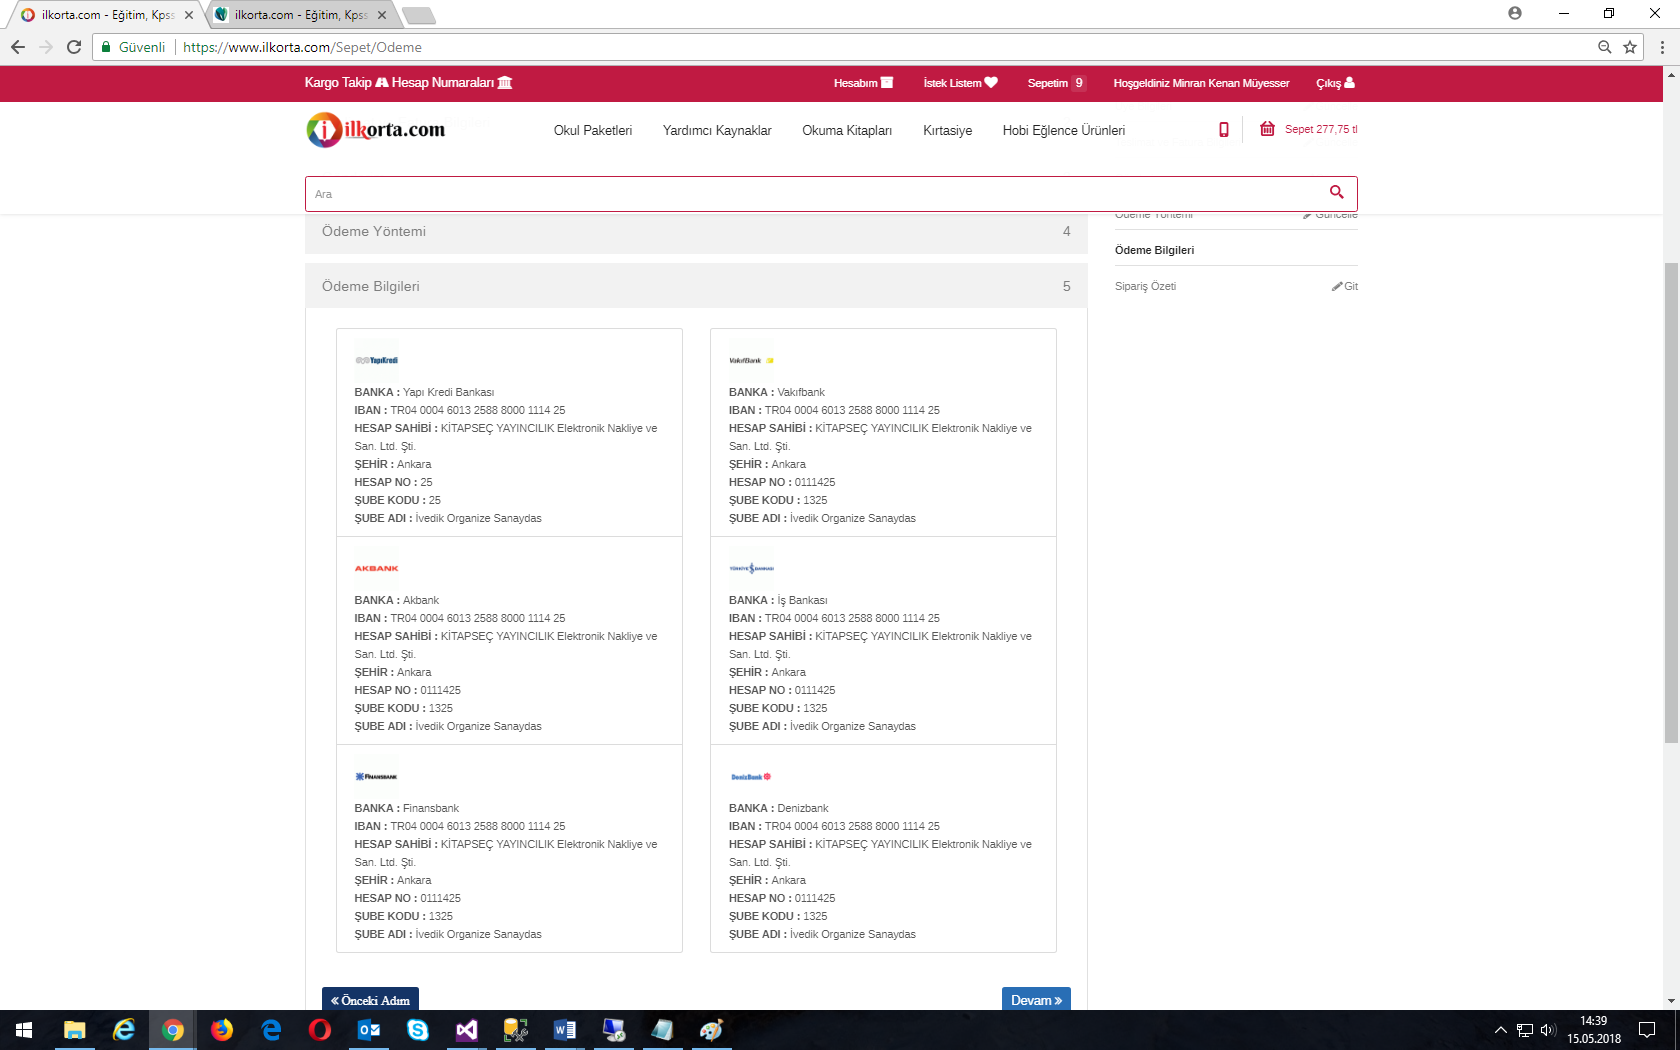 ilkorta.com - Eğitim, Kpss
ilkorta.com - Eğitim, Kpss
Güvenli
https://www.ilkorta.com/Sepet/Odeme
Kargo Takip Hesap Numaraları
Hesabım
İstek Listem
Sepetim 9
Hoşgeldiniz Minran Kenan Müyesser
Çıkış
ilkorta.com
Okul Paketleri
Yardımcı Kaynaklar
Okuma Kitapları
Kırtasiye
Hobi Eğlence Ürünleri
Sepet 277,75 tl
Ara
Ödeme Yöntemi
Güncelle
Ödeme Yöntemi 4
Ödeme Bilgileri
Ödeme Bilgileri 5
Sipariş Özeti
Git
YapıKredi
BANKA : Yapı Kredi Bankası
IBAN : TR04 0004 6013 2588 8000 1114 25
HESAP SAHİBİ : KİTAPSEÇ YAYINCILIK Elektronik Nakliye ve
San. Ltd. Şti.
ŞEHİR : Ankara
HESAP NO : 25
ŞUBE KODU : 25
ŞUBE ADI : İvedik Organize Sanaydas
VakıfBank
BANKA : Vakıfbank
IBAN : TR04 0004 6013 2588 8000 1114 25
HESAP SAHİBİ : KİTAPSEÇ YAYINCILIK Elektronik Nakliye ve
San. Ltd. Şti.
ŞEHİR : Ankara
HESAP NO : 0111425
ŞUBE KODU : 1325
ŞUBE ADI : İvedik Organize Sanaydas
AKBANK
BANKA : Akbank
IBAN : TR04 0004 6013 2588 8000 1114 25
HESAP SAHİBİ : KİTAPSEÇ YAYINCILIK Elektronik Nakliye ve
San. Ltd. Şti.
ŞEHİR : Ankara
HESAP NO : 0111425
ŞUBE KODU : 1325
ŞUBE ADI : İvedik Organize Sanaydas
TÜRKİYE İŞ BANKASI
BANKA : İş Bankası
IBAN : TR04 0004 6013 2588 8000 1114 25
HESAP SAHİBİ : KİTAPSEÇ YAYINCILIK Elektronik Nakliye ve
San. Ltd. Şti.
ŞEHİR : Ankara
HESAP NO : 0111425
ŞUBE KODU : 1325
ŞUBE ADI : İvedik Organize Sanaydas
FİNANSBANK
BANKA : Finansbank
IBAN : TR04 0004 6013 2588 8000 1114 25
HESAP SAHİBİ : KİTAPSEÇ YAYINCILIK Elektronik Nakliye ve
San. Ltd. Şti.
ŞEHİR : Ankara
HESAP NO : 0111425
ŞUBE KODU : 1325
ŞUBE ADI : İvedik Organize Sanaydas
DenizBank
BANKA : Denizbank
IBAN : TR04 0004 6013 2588 8000 1114 25
HESAP SAHİBİ : KİTAPSEÇ YAYINCILIK Elektronik Nakliye ve
San. Ltd. Şti.
ŞEHİR : Ankara
HESAP NO : 0111425
ŞUBE KODU : 1325
ŞUBE ADI : İvedik Organize Sanaydas
« Önceki Adım
Devam »
14:39
15.05.2018